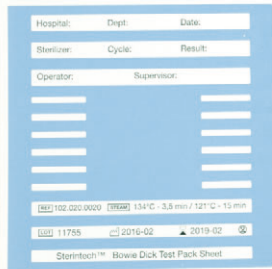 Hospital: Dept: Date:
Sterilizer: Cycle: Result:
Operator: Supervisor:
REF 102.020.0020 STEAM 134°C - 3,5 min / 121°C - 15 min
LOT 11755 2016-02 2019-02
Sterintech™ Bowie Dick Test Pack Sheet